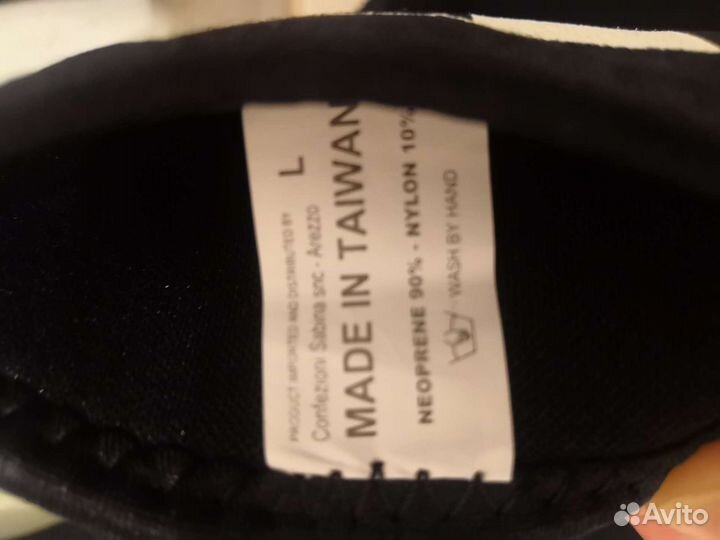 L
PRODUCT IMPORTED AND DISTRIBUTED BY
Confezioni Sabina snc - Arezzo
MADE IN TAIWAN
NEOPRENE 90% - NYLON 10%
WASH BY HAND
Avito